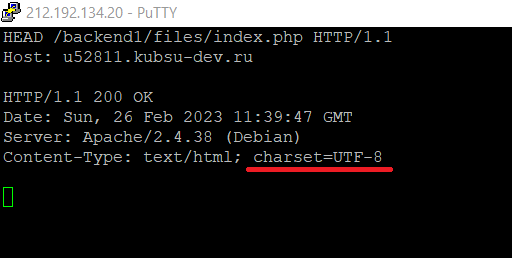 212.192.134.20 - PuTTY
HEAD /backend1/files/index.php HTTP/1.1
Host: u52811.kubsu-dev.ru
HTTP/1.1 200 OK
Date: Sun, 26 Feb 2023 11:39:47 GMT
Server: Apache/2.4.38 (Debian)
Content-Type: text/html; charset=UTF-8